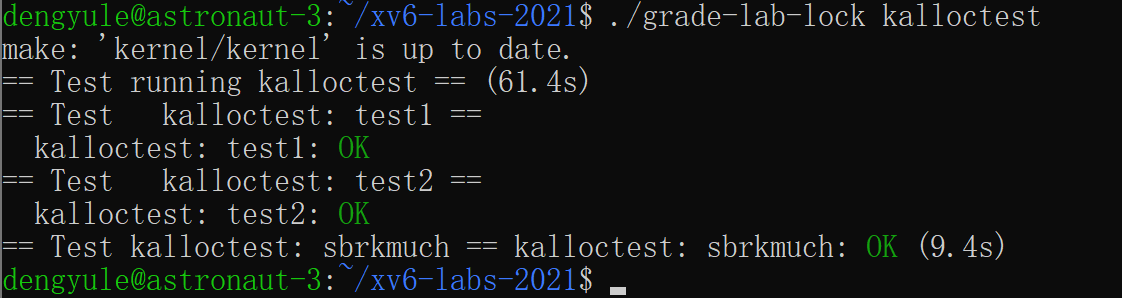 dengyule@astronaut-3:~/xv6-labs-2021$ ./grade-lab-lock kalloctest
make: 'kernel/kernel' is up to date.
== Test running kalloctest == (61.4s)
== Test   kalloctest: test1 ==
  kalloctest: test1: OK
== Test   kalloctest: test2 ==
  kalloctest: test2: OK
== Test kalloctest: sbrkmuch == kalloctest: sbrkmuch: OK (9.4s)
dengyule@astronaut-3:~/xv6-labs-2021$